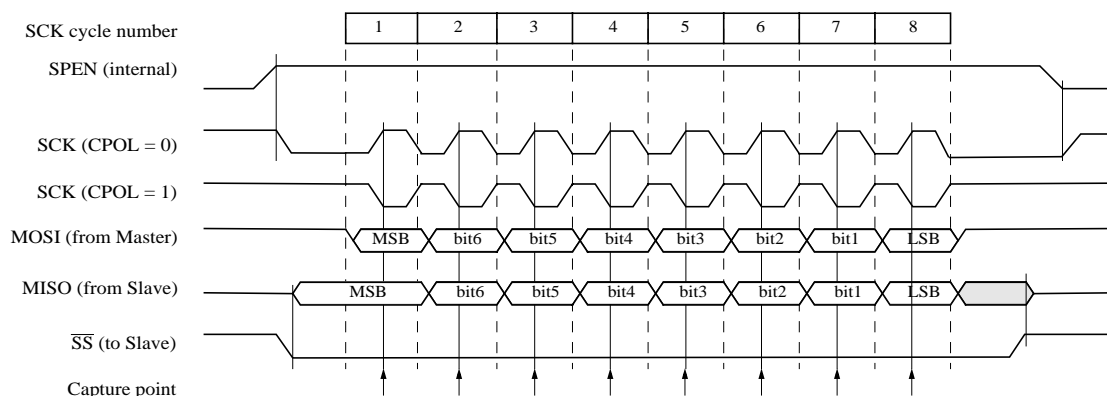 SCK cycle number 1 2 3 4 5 6 7 8
SPEN (internal)
SCK (CPOL = 0)
SCK (CPOL = 1)
MOSI (from Master) MSB bit6 bit5 bit4 bit3 bit2 bit1 LSB
MISO (from Slave) MSB bit6 bit5 bit4 bit3 bit2 bit1 LSB
S̅S̅ (to Slave)
Capture point